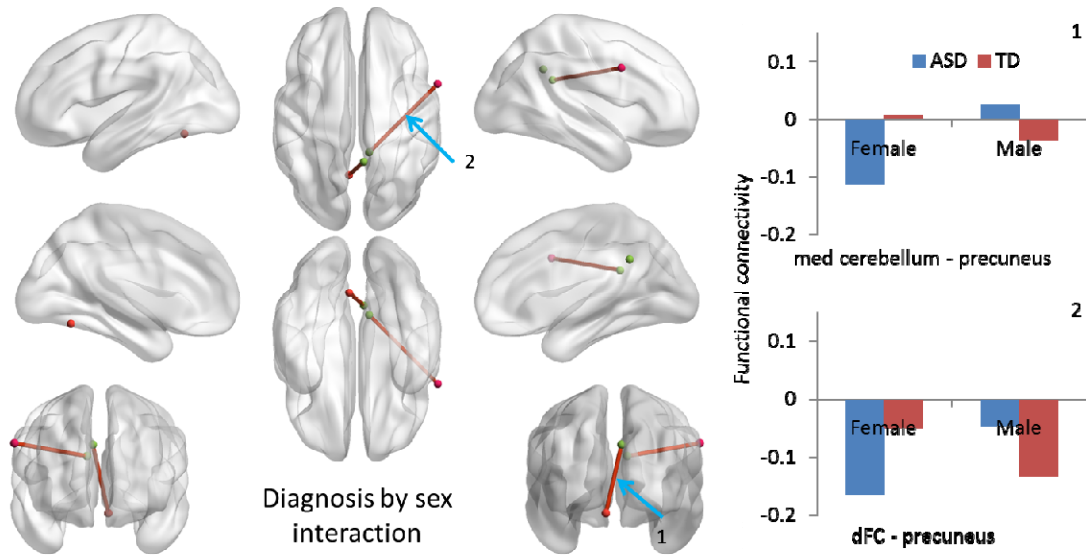 2
Diagnosis by sex
interaction
1
1
ASD TD
Functional connectivity
0.1
0
-0.1
-0.2
Female Male
med cerebellum - precuneus
2
0.1
0
-0.1
-0.2
Female Male
dFC - precuneus